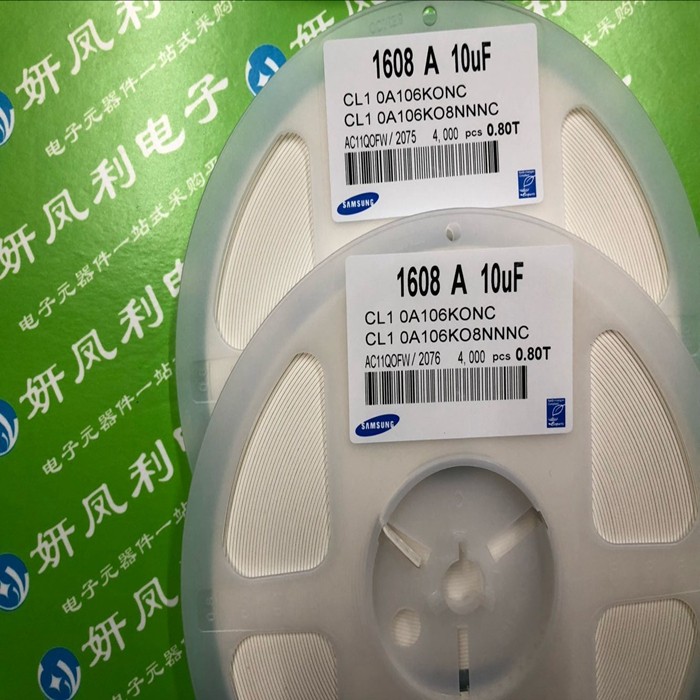 1608 A 10uF
CL1 0A106KONC
CL1 0A106KO8NNNC
AC11QOFW/ 2075 4,000 pcs 0.80T
SAMSUNG
1608 A 10uF
CL1 0A106KONC
CL1 0A106KO8NNNC
AC11QOFW/ 2076 4,000 pcs 0.80T
SAMSUNG
妍凤利电子
电子元器件一站式采购
妍凤利电子
电子元器件一站式采购
妍凤利
电子元器件一站
妍凤利
电子元器件一站
妍凤利
电子元器件